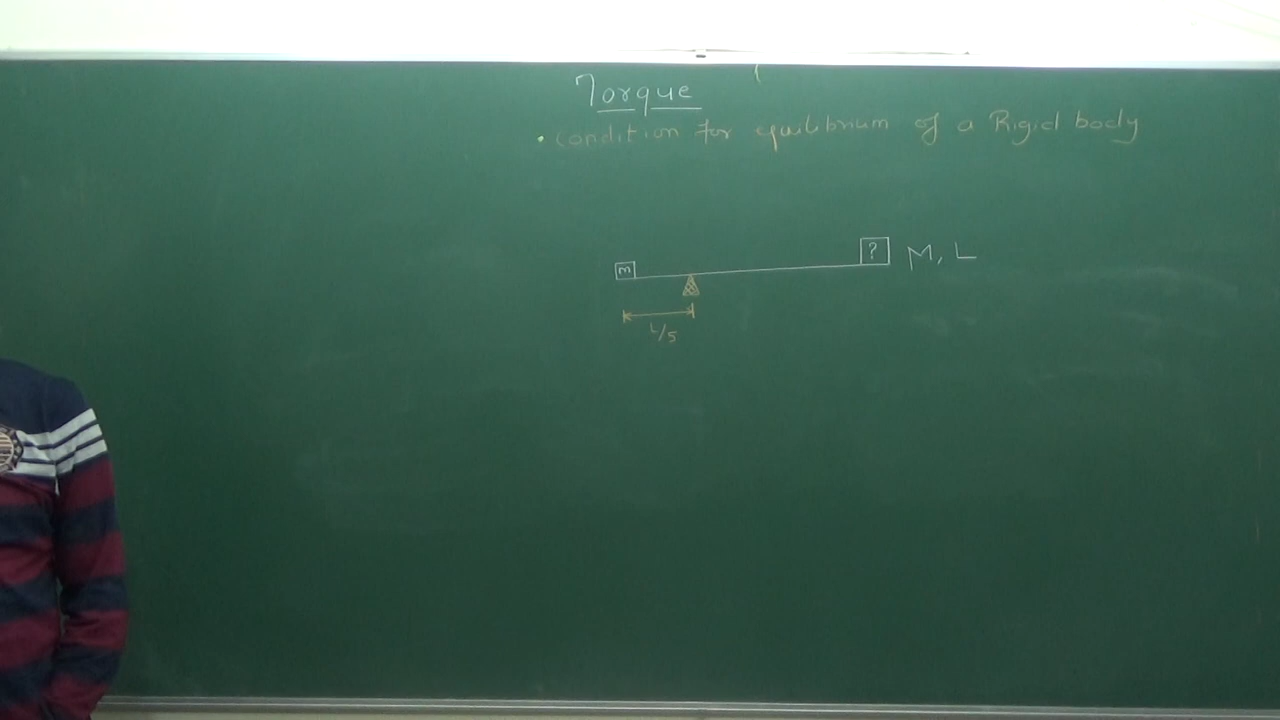 Torque
• condition for equilibrium of a Rigid body
m
? M, L
L/5